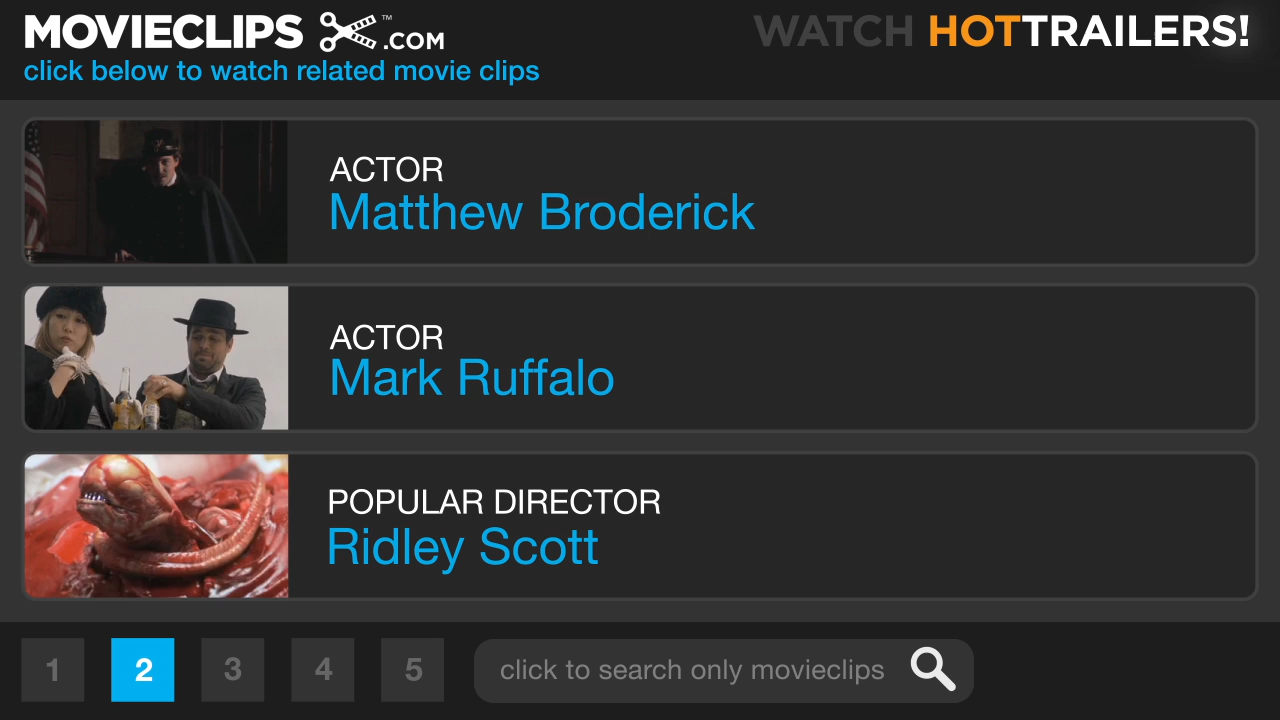 MOVIECLIPS ™ .COM
WATCH HOTTRAILERS!
click below to watch related movie clips
ACTOR
Matthew Broderick
ACTOR
Mark Ruffalo
POPULAR DIRECTOR
Ridley Scott
1 2 3 4 5 click to search only movieclips